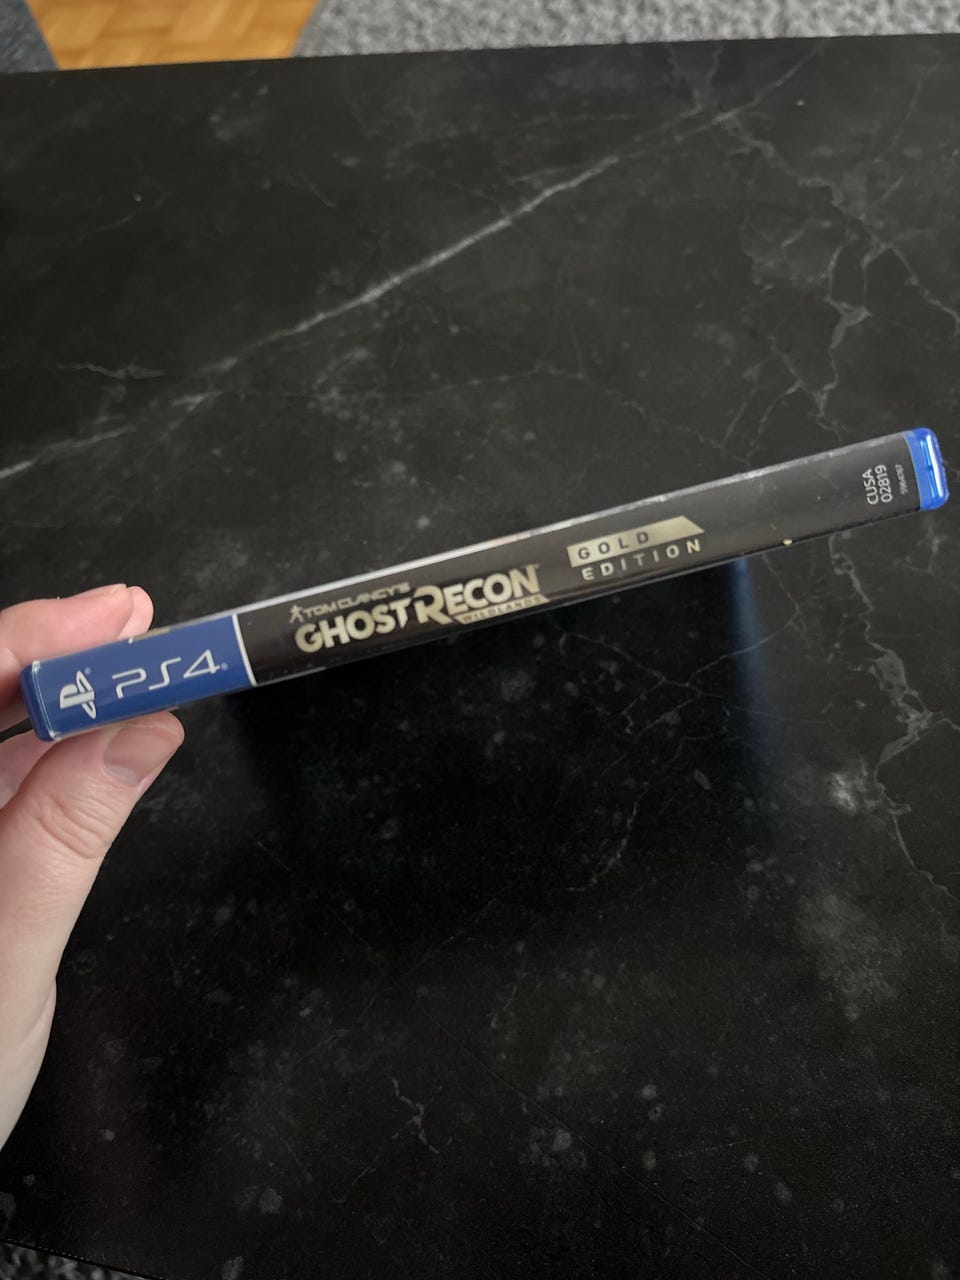 PS4
TOM CLANCY'S
GHOST RECON
WILDLANDS
GOLD
EDITION
CUSA
02819